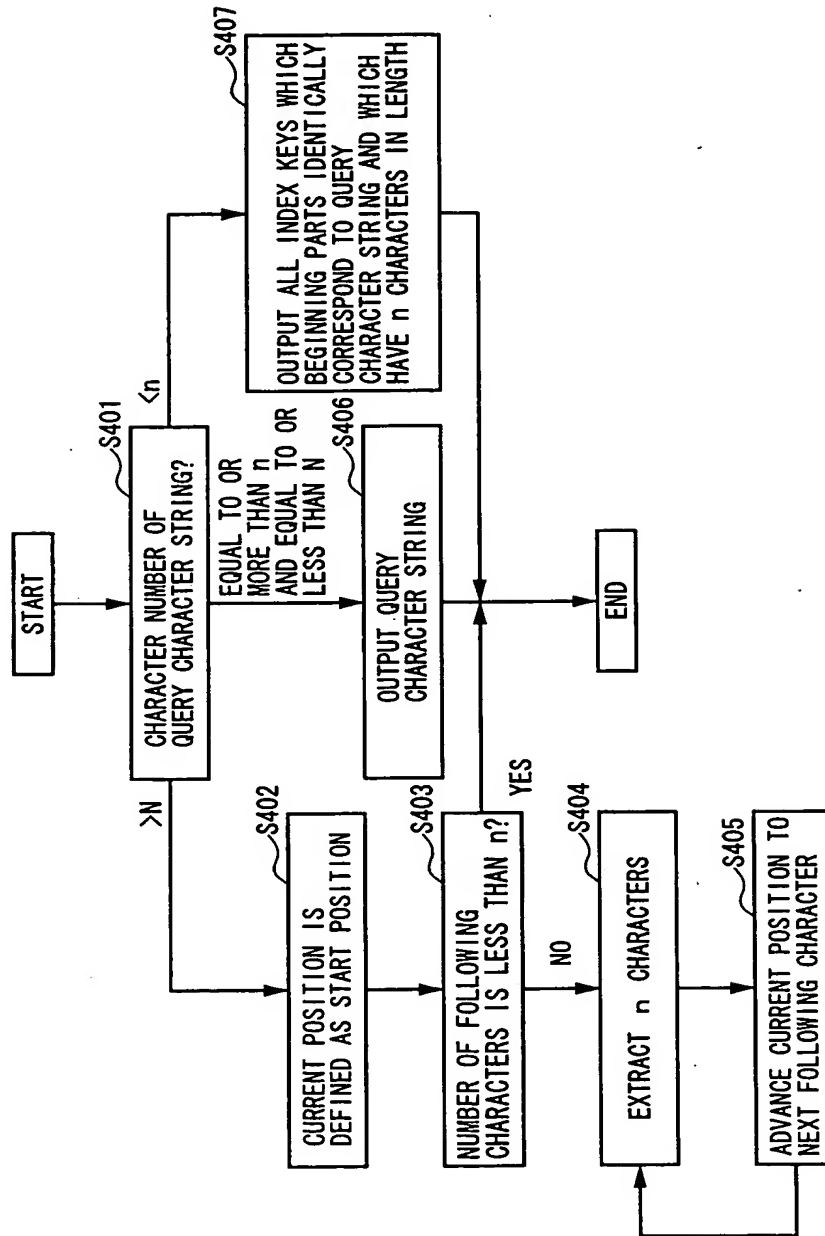 START
S401
CHARACTER NUMBER OF
QUERY CHARACTER STRING?
>N
EQUAL TO OR
MORE THAN n
AND EQUAL TO OR
LESS THAN N
<n
S402
CURRENT POSITION IS
DEFINED AS START POSITION
S403
NUMBER OF FOLLOWING
CHARACTERS IS LESS THAN n?
YES
NO
S404
EXTRACT n CHARACTERS
S405
ADVANCE CURRENT POSITION TO
NEXT FOLLOWING CHARACTER
S406
OUTPUT QUERY
CHARACTER STRING
S407
OUTPUT ALL INDEX KEYS WHICH
BEGINNING PARTS IDENTICALLY
CORRESPOND TO QUERY
CHARACTER STRING AND WHICH
HAVE n CHARACTERS IN LENGTH
END